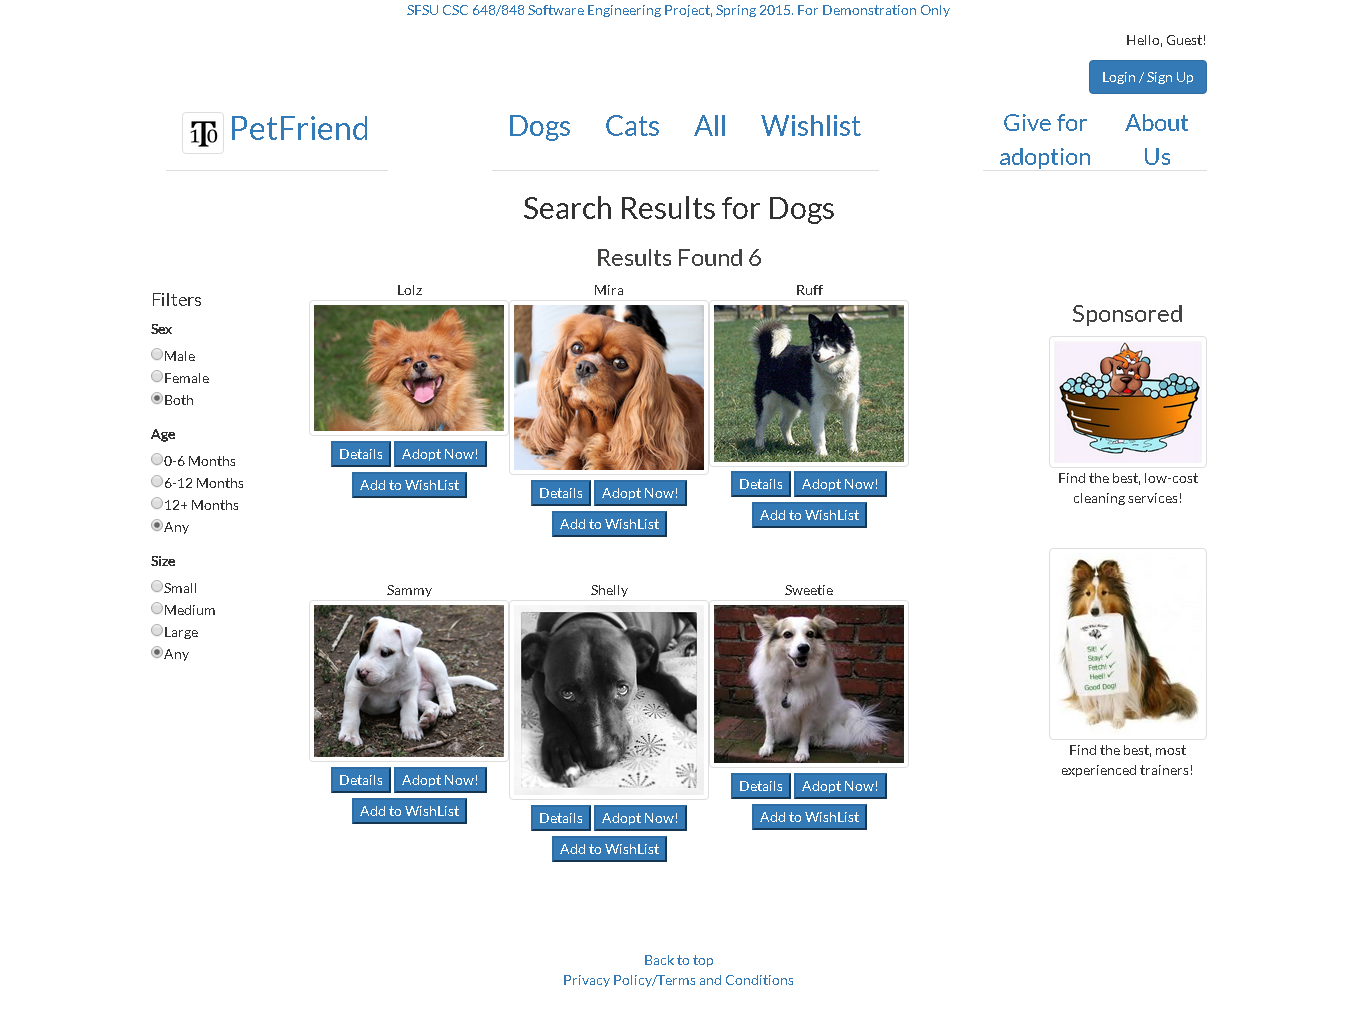 SFSU CSC 648/848 Software Engineering Project, Spring 2015. For Demonstration Only
Hello, Guest!
Login / Sign Up
PetFriend
Dogs Cats All Wishlist
Give for
adoption
About
Us
Search Results for Dogs
Results Found 6
Filters
Sex
Male
Female
Both
Age
0-6 Months
6-12 Months
12+ Months
Any
Size
Small
Medium
Large
Any
Lolz
Details Adopt Now!
Add to WishList
Mira
Details Adopt Now!
Add to WishList
Ruff
Details Adopt Now!
Add to WishList
Sammy
Details Adopt Now!
Add to WishList
Shelly
Details Adopt Now!
Add to WishList
Sweetie
Details Adopt Now!
Add to WishList
Sponsored
Find the best, low-cost
cleaning services!
Sit! ✓
Stay! ✓
Fetch! ✓
Heel! ✓
Good Dog!
Find the best, most
experienced trainers!
Back to top
Privacy Policy/Terms and Conditions